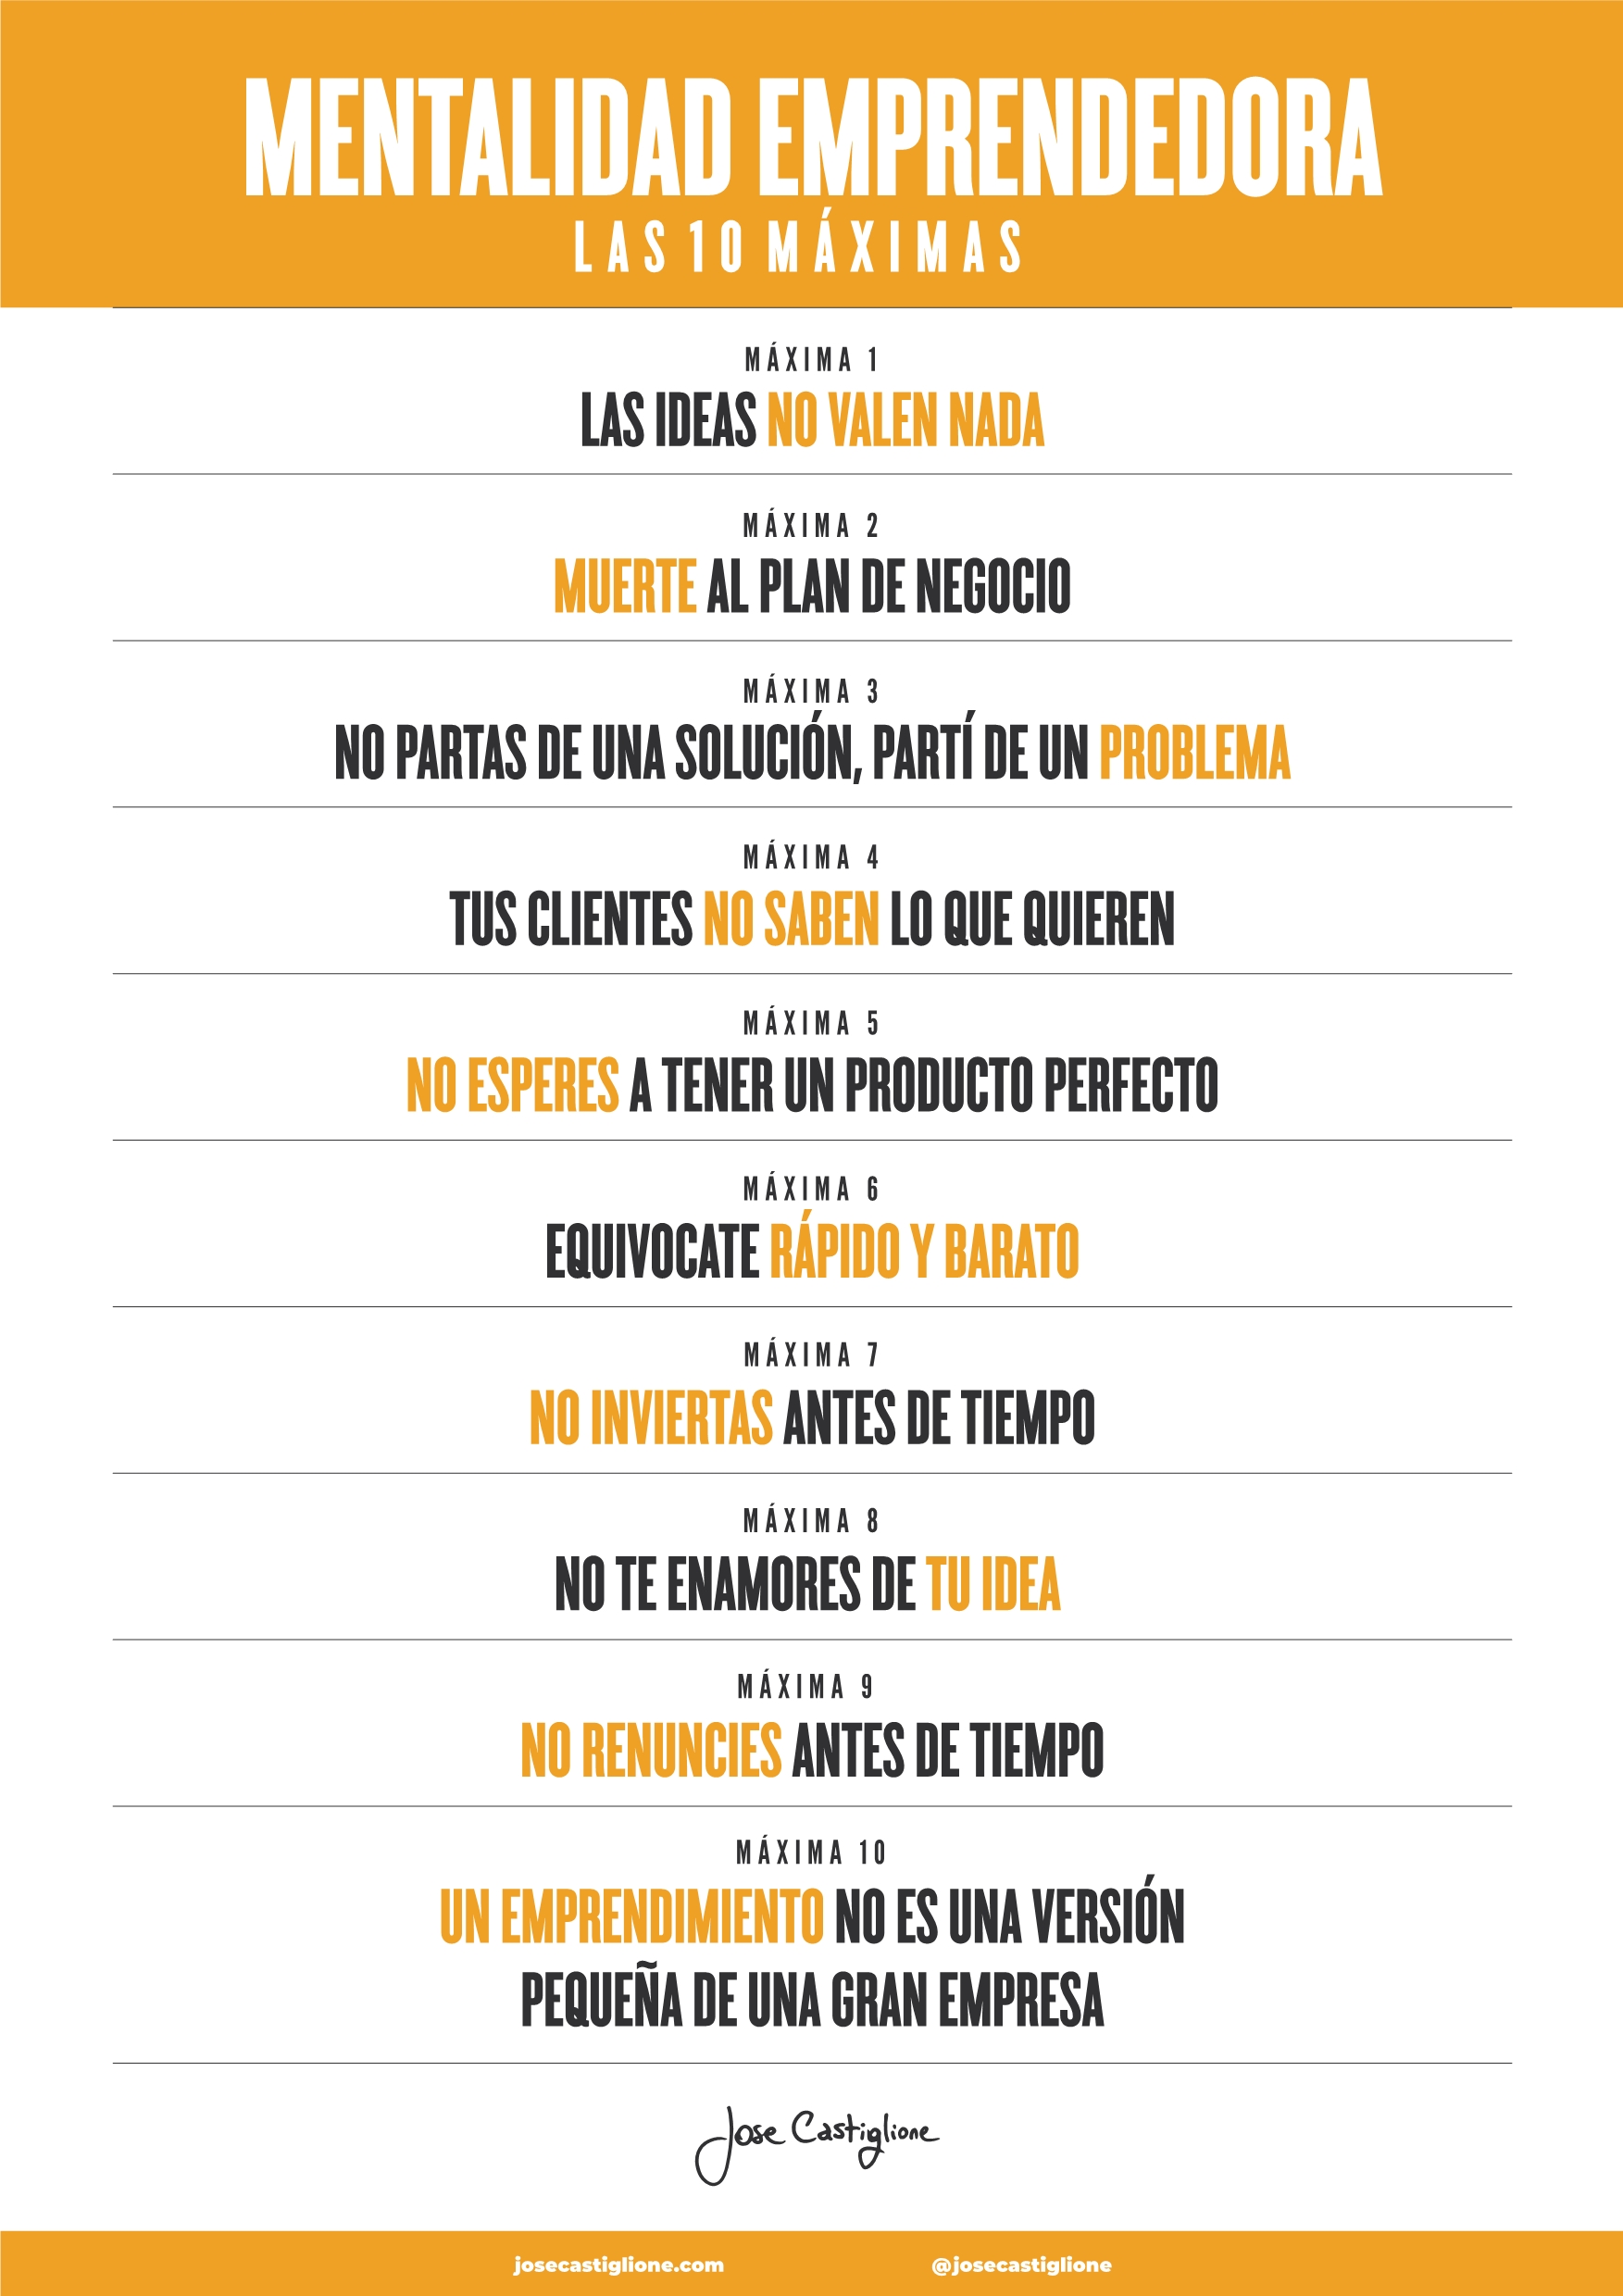 MENTALIDAD EMPRENDEDORA
LAS 10 MÁXIMAS
MÁXIMA 1
LAS IDEAS NO VALEN NADA
MÁXIMA 2
MUERTE AL PLAN DE NEGOCIO
MÁXIMA 3
NO PARTAS DE UNA SOLUCIÓN, PARTÍ DE UN PROBLEMA
MÁXIMA 4
TUS CLIENTES NO SABEN LO QUE QUIEREN
MÁXIMA 5
NO ESPERES A TENER UN PRODUCTO PERFECTO
MÁXIMA 6
EQUIVOCATE RÁPIDO Y BARATO
MÁXIMA 7
NO INVIERTAS ANTES DE TIEMPO
MÁXIMA 8
NO TE ENAMORES DE TU IDEA
MÁXIMA 9
NO RENUNCIES ANTES DE TIEMPO
MÁXIMA 10
UN EMPRENDIMIENTO NO ES UNA VERSIÓN
PEQUEÑA DE UNA GRAN EMPRESA
Jose Castiglione
josecastiglione.com @josecastiglione